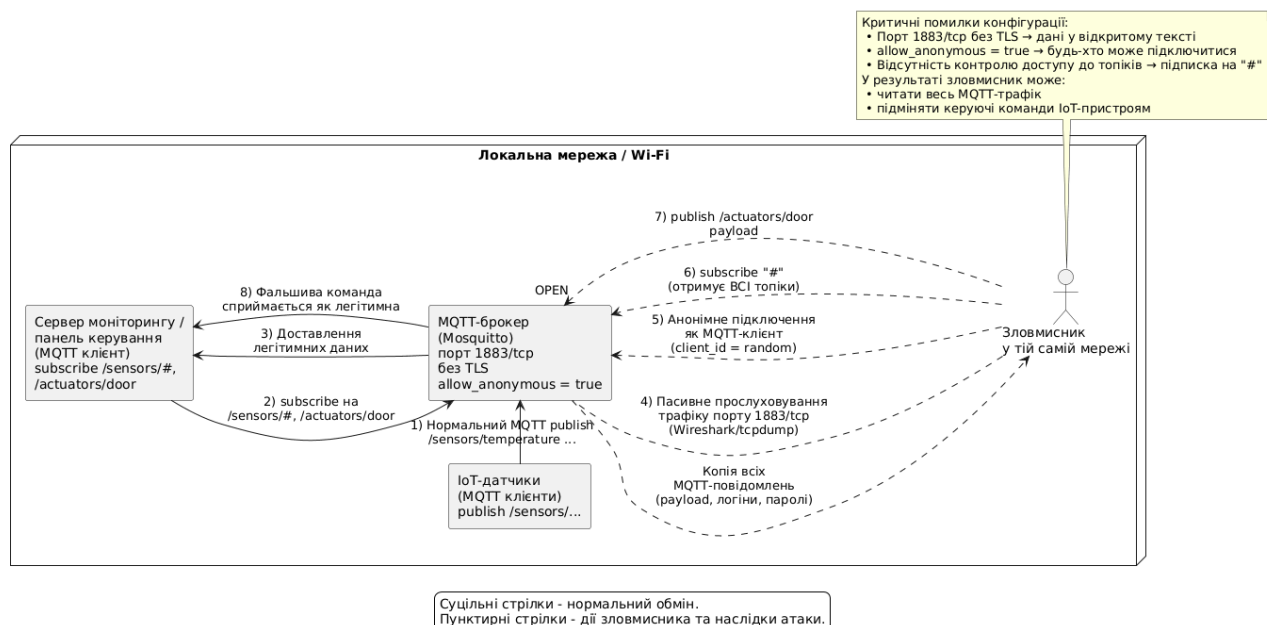 Критичні помилки конфігурації:
• Порт 1883/tcp без TLS → дані у відкритому тексті
• allow_anonymous = true → будь-хто може підключитися
• Відсутність контролю доступу до топіків → підписка на "#"
У результаті зловмисник може:
• читати весь MQTT-трафік
• підміняти керуючі команди IoT-пристроям
Локальна мережа / Wi-Fi
7) publish /actuators/door
payload
6) subscribe "#"
(отримує ВСІ топіки)
OPEN
8) Фальшива команда
сприймається як легітимна
5) Анонімне підключення
як MQTT-клієнт
(client_id = random)
3) Доставлення
легітимних даних
Сервер моніторингу /
панель керування
(MQTT клієнт)
subscribe /sensors/#,
/actuators/door
MQTT-брокер
(Mosquitto)
порт 1883/tcp
без TLS
allow_anonymous = true
Зловмисник
у тій самій мережі
2) subscribe на
/sensors/#, /actuators/door
4) Пасивне прослуховування
трафіку порту 1883/tcp
(Wireshark/tcpdump)
1) Нормальний MQTT publish
/sensors/temperature ...
IoT-датчики
(MQTT клієнти)
publish /sensors/...
Копія всіх
MQTT-повідомлень
(payload, логіни, паролі)
Суцільні стрілки - нормальний обмін.
Пунктирні стрілки - дії зловмисника та наслідки атаки.